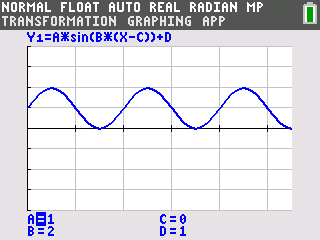 NORMAL FLOAT AUTO REAL RADIAN MP
TRANSFORMATION GRAPHING APP
Y1=A*sin(B*(X-C))+D
A=1 C=0
B=2 D=1